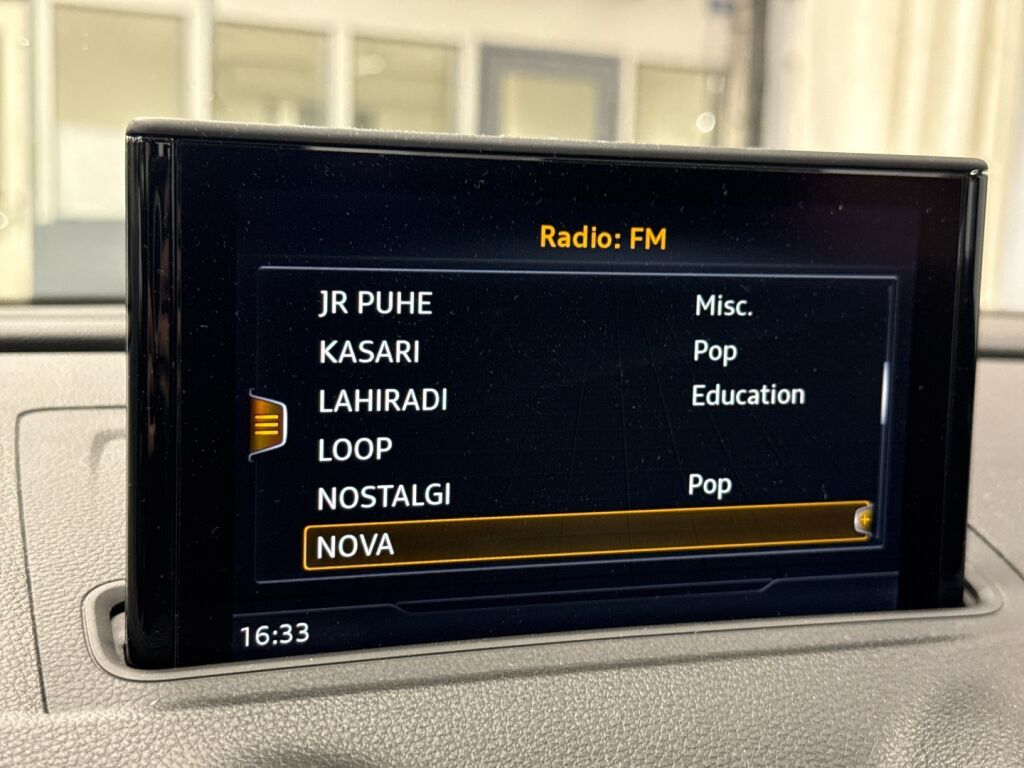 Radio: FM
JR PUHE Misc.
KASARI Pop
LAHIRADI Education
LOOP
NOSTALGI Pop
NOVA
16:33